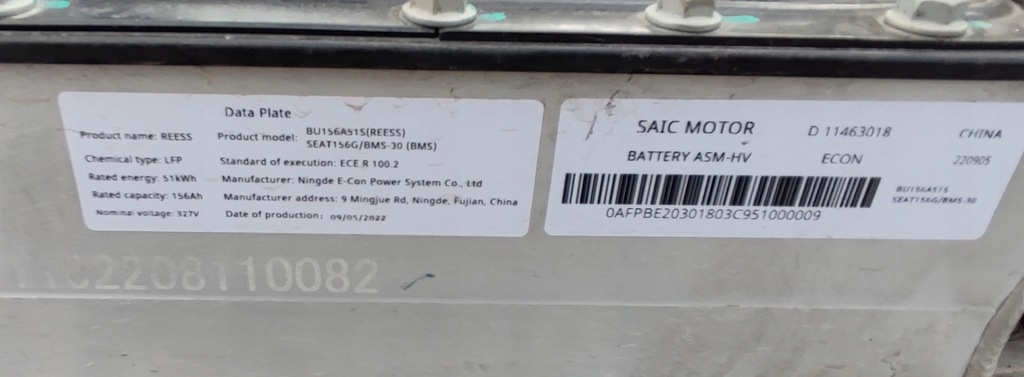 Data Plate
Product name: REESS
Product model: BU156A51S(REESS)
SEAT156G/BMS-30 (BMS)
Chemical type: LFP
Standard of execution: ECE R 100.2
Rated energy: 51kWh
Manufacturer: Ningde E-Con Power System Co., Ltd
Rated capacity: 156Ah
Manufacturer address: 9 Mingjue Rd, Ningde, Fujian, China
Nominal voltage: 327V
Date of production: 09/05/2022
SAIC MOTOR D 11463018 CHINA
BATTERY ASM-HV ECON 220905
BU156A51S
SEAT156G/BMS-30
0AFPBE20301803C951000009
C2208110082